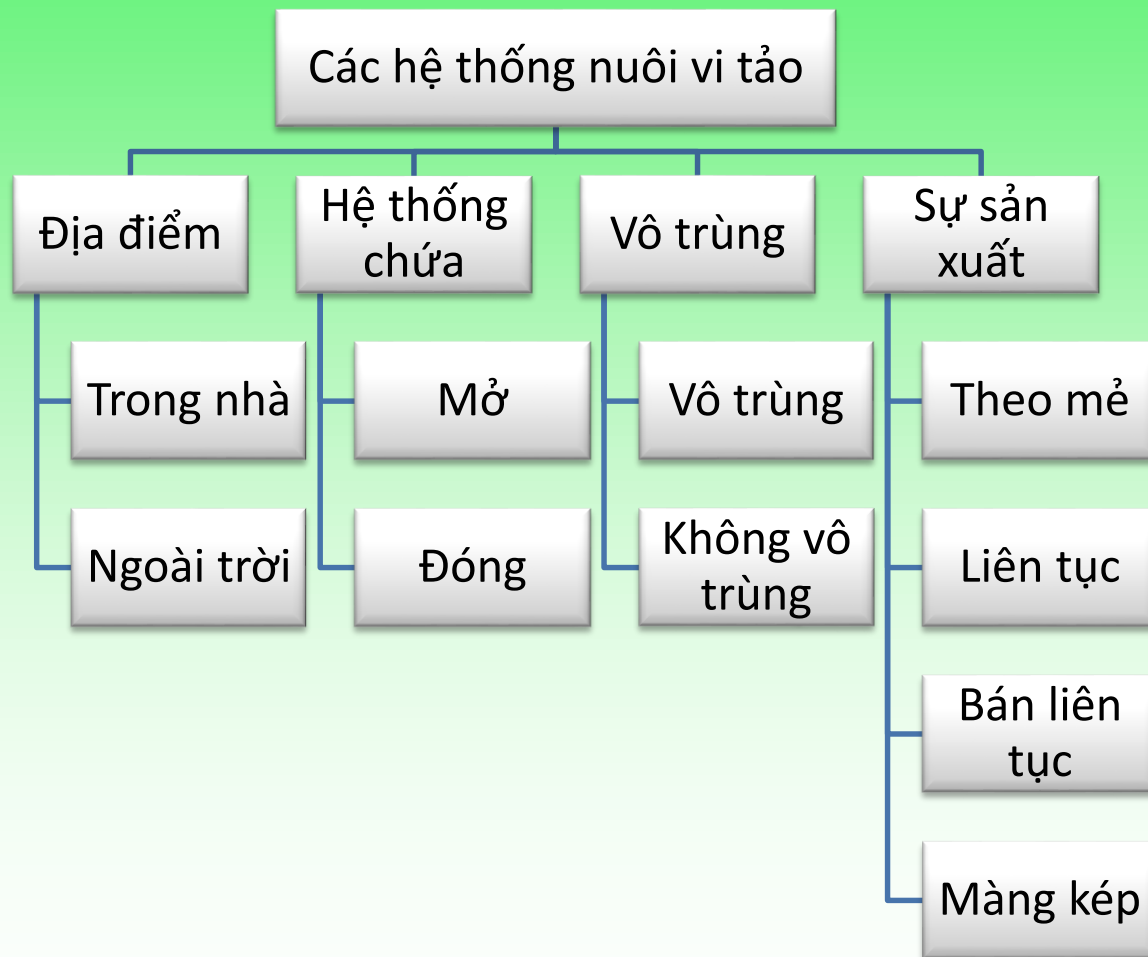 Các hệ thống nuôi vi tảo
Địa điểm
Trong nhà
Ngoài trời
Hệ thống
chứa
Mở
Đóng
Vô trùng
Vô trùng
Không vô
trùng
Sự sản
xuất
Theo mẻ
Liên tục
Bán liên
tục
Màng kép